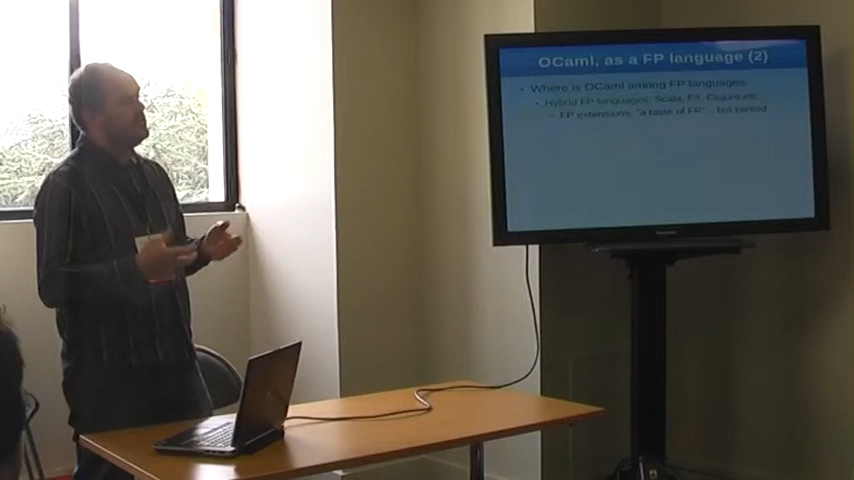 OCaml, as a FP language (2)
• Where is OCaml among FP languages:
• Hybrid FP languages: Scala, F#, Clojure,etc
– FP extensions, "a taste of FP"... but tainted
Panasonic